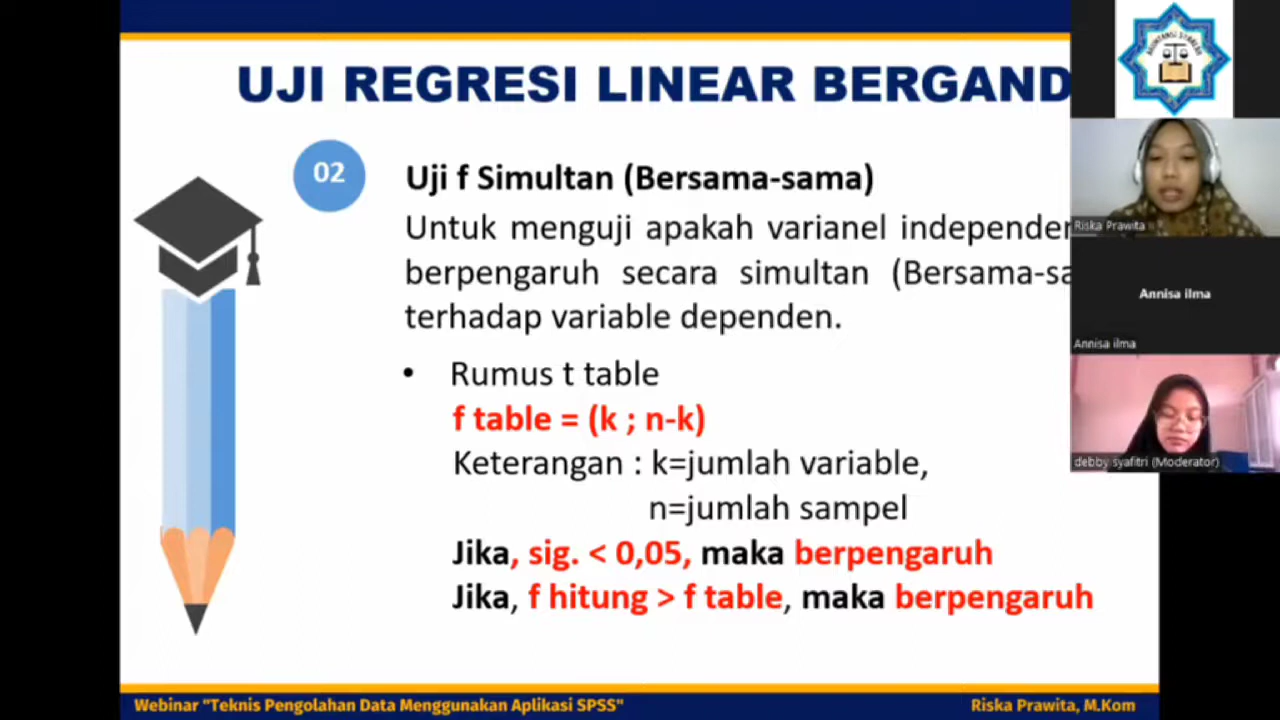 UJI REGRESI LINEAR BERGAND
02
Uji f Simultan (Bersama-sama)
Untuk menguji apakah varianel independen
berpengaruh secara simultan (Bersama-sa
terhadap variable dependen.
• Rumus t table
f table = (k ; n-k)
Keterangan : k=jumlah variable,
n=jumlah sampel
Jika, sig. < 0,05, maka berpengaruh
Jika, f hitung > f table, maka berpengaruh
Webinar "Teknis Pengolahan Data Menggunakan Aplikasi SPSS"
Riska Prawita, M.Kom
AKUNTANSI SYARIAH
Riska Prawita
Annisa ilma
Annisa ilma
debby syafitri (Moderator)